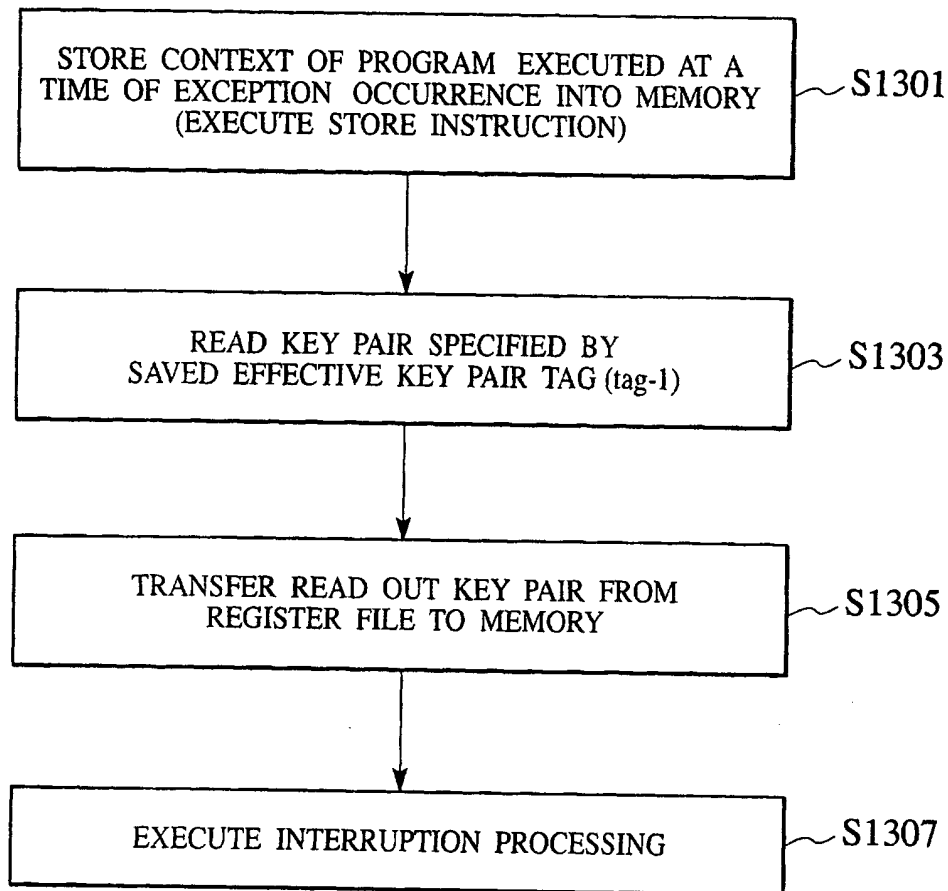 STORE CONTEXT OF PROGRAM EXECUTED AT A
TIME OF EXCEPTION OCCURRENCE INTO MEMORY
(EXECUTE STORE INSTRUCTION)
S1301
READ KEY PAIR SPECIFIED BY
SAVED EFFECTIVE KEY PAIR TAG (tag-1)
S1303
TRANSFER READ OUT KEY PAIR FROM
REGISTER FILE TO MEMORY
S1305
EXECUTE INTERRUPTION PROCESSING
S1307